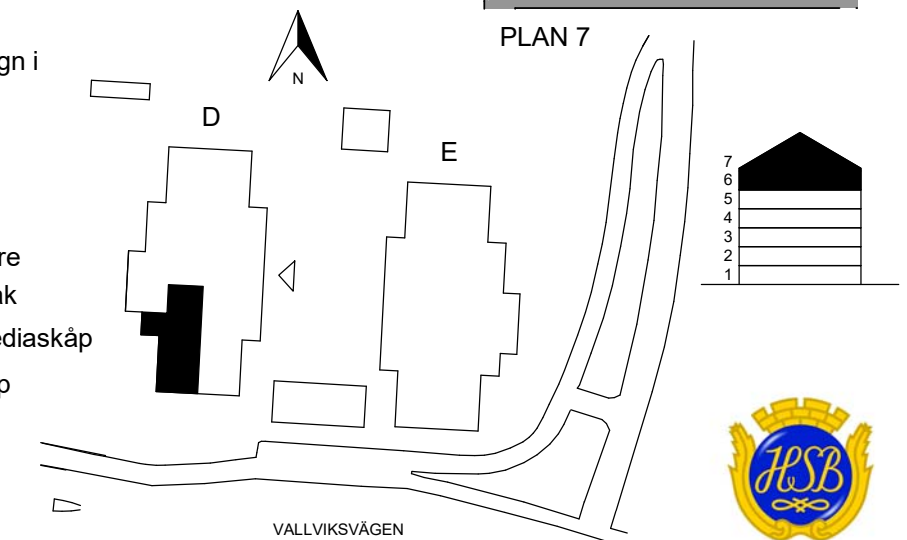 PLAN 7
gn i
N
D
E
7
6
5
4
3
2
1
re
ak
ediaskåp
p
HSB
VALLVIKSVÄGEN